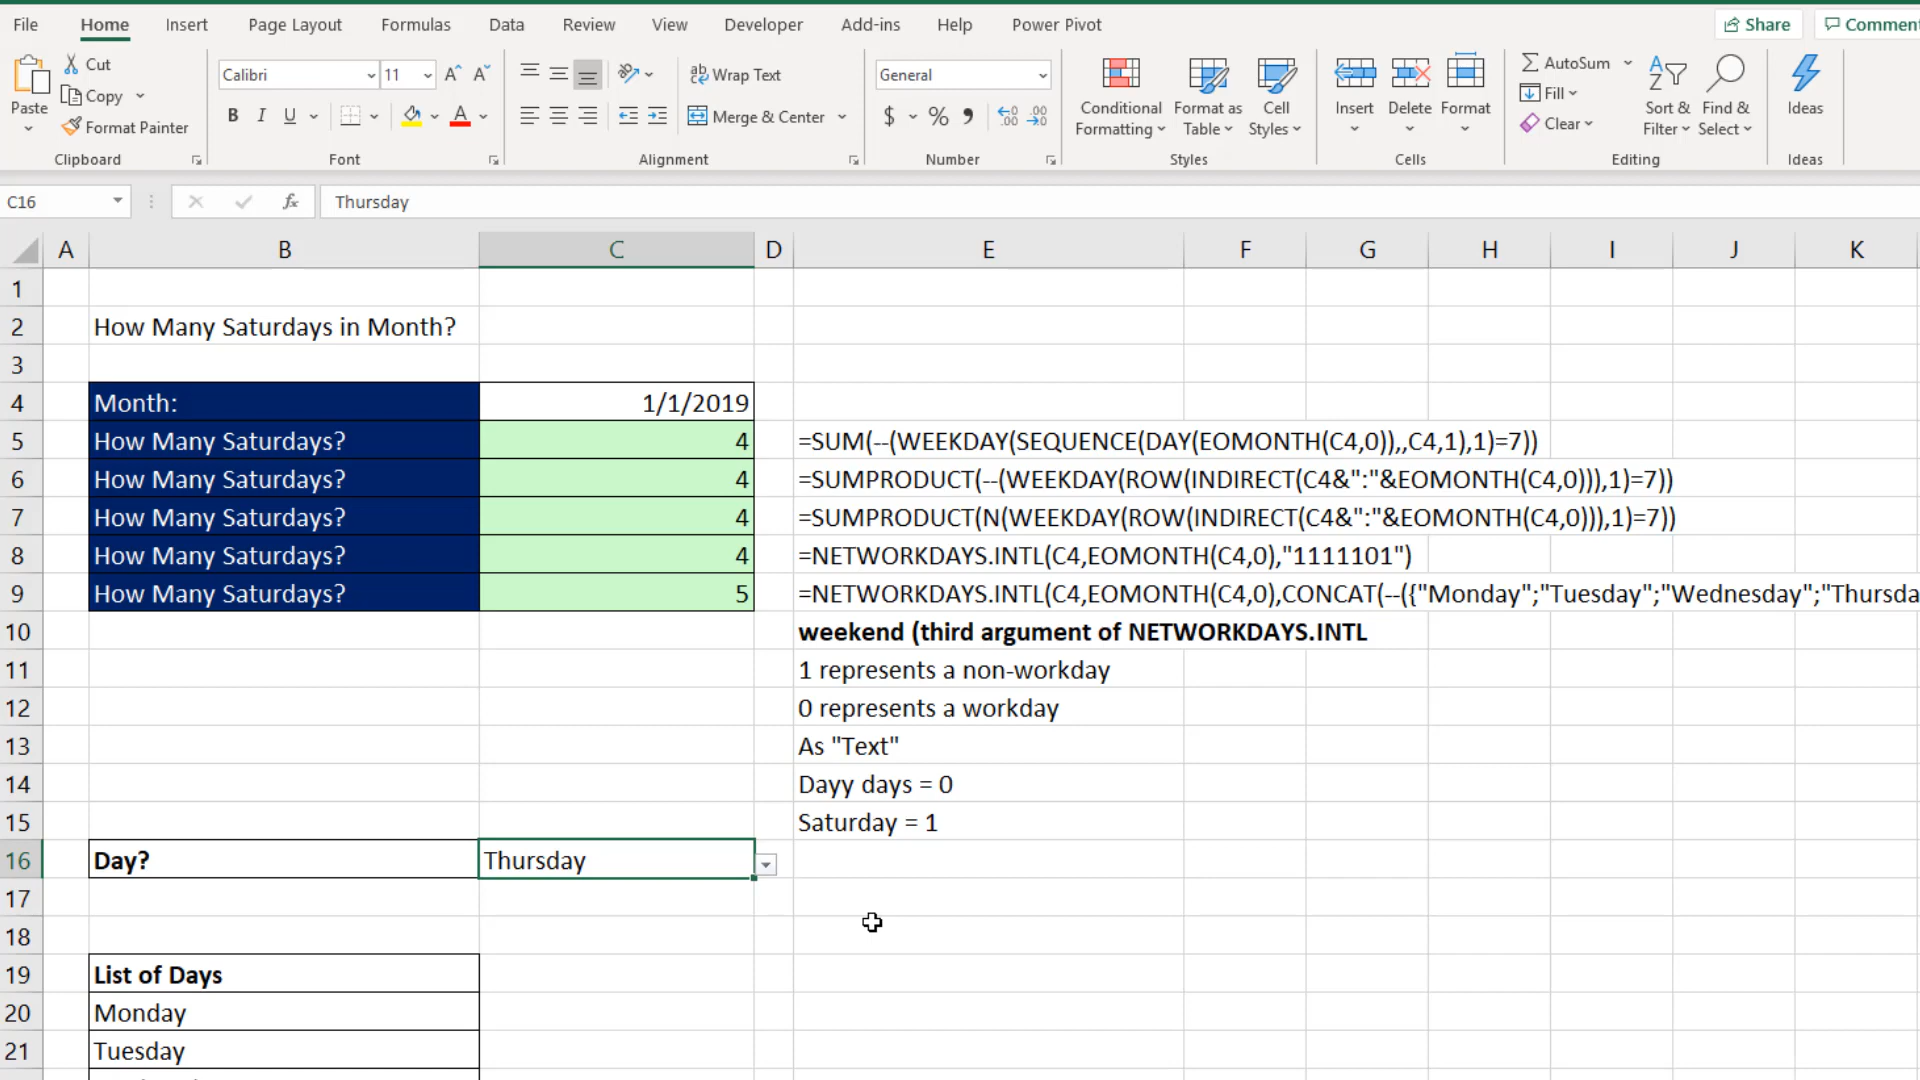 File Home Insert Page Layout Formulas Data Review View Developer Add-ins Help Power Pivot Share
Cut
Copy
Format Painter
Paste
Clipboard
Calibri 11
B I U
Font
Wrap Text
Merge & Center
Alignment
General
$ % ,
Number
Conditional Formatting
Format as Table
Cell Styles
Styles
Insert Delete Format
Cells
AutoSum
Fill
Clear
Sort & Filter
Find & Select
Editing
Ideas
Ideas
C16 fx Thursday
A B C D E F G H I J K
1
2 How Many Saturdays in Month?
3
4 Month: 1/1/2019
5 How Many Saturdays? 4 =SUM(--(WEEKDAY(SEQUENCE(DAY(EOMONTH(C4,0)),,C4,1),1)=7))
6 How Many Saturdays? 4 =SUMPRODUCT(--(WEEKDAY(ROW(INDIRECT(C4&":"&EOMONTH(C4,0))),1)=7))
7 How Many Saturdays? 4 =SUMPRODUCT(N(WEEKDAY(ROW(INDIRECT(C4&":"&EOMONTH(C4,0))),1)=7))
8 How Many Saturdays? 4 =NETWORKDAYS.INTL(C4,EOMONTH(C4,0),"1111101")
9 How Many Saturdays? 5 =NETWORKDAYS.INTL(C4,EOMONTH(C4,0),CONCAT(--({"Monday";"Tuesday";"Wednesday";"Thursda
10 weekend (third argument of NETWORKDAYS.INTL
11 1 represents a non-workday
12 0 represents a workday
13 As "Text"
14 Dayy days = 0
15 Saturday = 1
16 Day? Thursday
17
18
19 List of Days
20 Monday
21 Tuesday